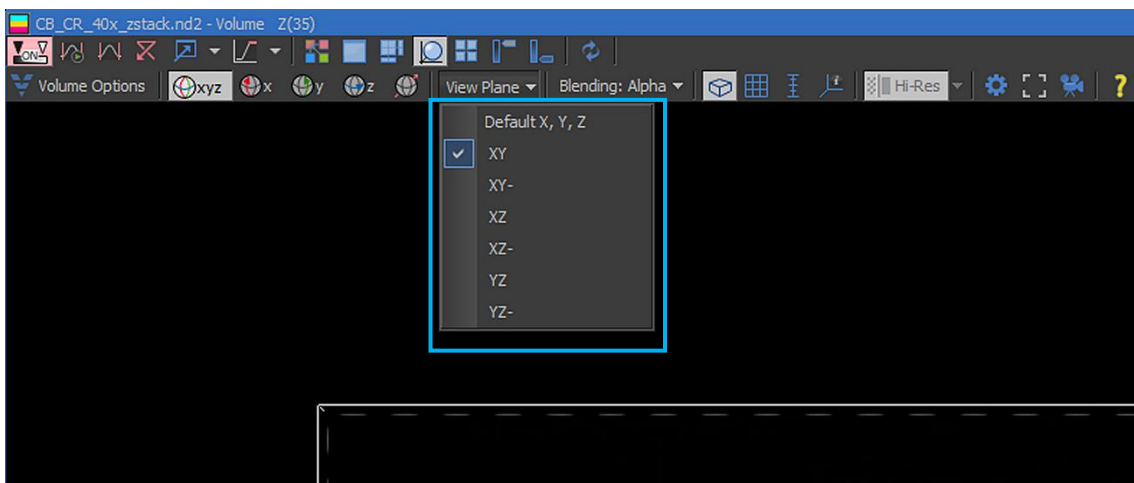 CB_CR_40x_zstack.nd2 - Volume Z(35)
ON
Volume Options xyz x y z View Plane Blending: Alpha Hi-Res ?
Default X, Y, Z
XY
XY-
XZ
XZ-
YZ
YZ-